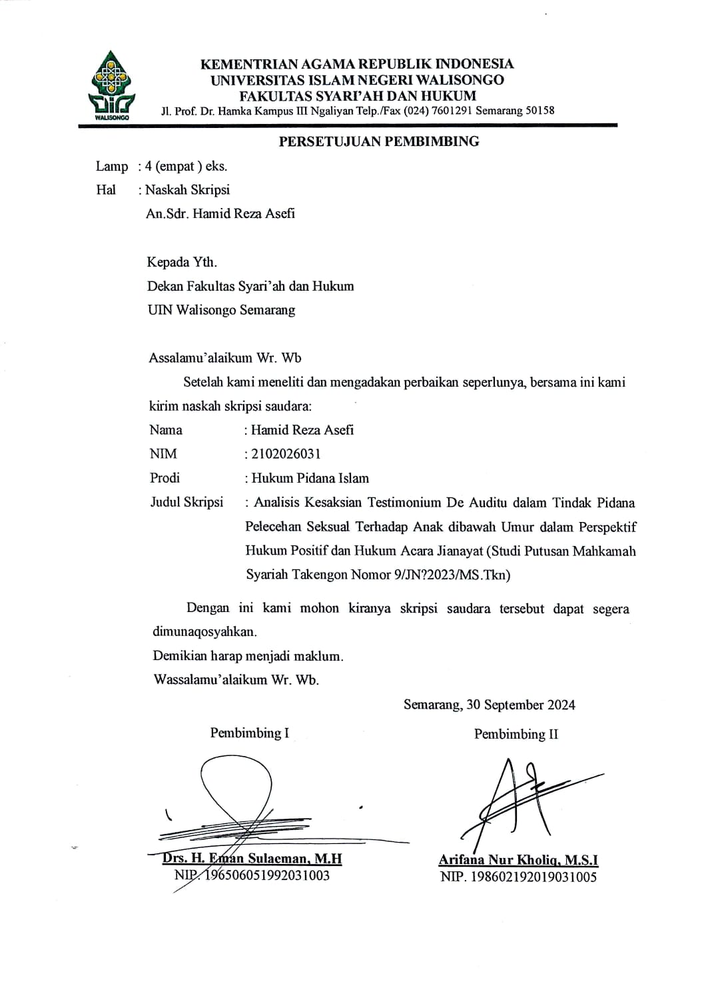 WALISONGO
KEMENTRIAN AGAMA REPUBLIK INDONESIA
UNIVERSITAS ISLAM NEGERI WALISONGO
FAKULTAS SYARI’AH DAN HUKUM
Jl. Prof. Dr. Hamka Kampus III Ngaliyan Telp./Fax (024) 7601291 Semarang 50158
PERSETUJUAN PEMBIMBING
Lamp : 4 (empat ) eks.
Hal : Naskah Skripsi
An.Sdr. Hamid Reza Asefi
Kepada Yth.
Dekan Fakultas Syari’ah dan Hukum
UIN Walisongo Semarang
Assalamu’alaikum Wr. Wb
Setelah kami meneliti dan mengadakan perbaikan seperlunya, bersama ini kami
kirim naskah skripsi saudara:
Nama : Hamid Reza Asefi
NIM : 2102026031
Prodi : Hukum Pidana Islam
Judul Skripsi : Analisis Kesaksian Testimonium De Auditu dalam Tindak Pidana
Pelecehan Seksual Terhadap Anak dibawah Umur dalam Perspektif
Hukum Positif dan Hukum Acara Jianayat (Studi Putusan Mahkamah
Syariah Takengon Nomor 9/JN?2023/MS.Tkn)
Dengan ini kami mohon kiranya skripsi saudara tersebut dapat segera
dimunaqosyahkan.
Demikian harap menjadi maklum.
Wassalamu’alaikum Wr. Wb.
Semarang, 30 September 2024
Pembimbing I
Pembimbing II
Drs. H. Eman Sulaeman, M.H
NIP. 196506051992031003
Arifana Nur Kholiq, M.S.I
NIP. 198602192019031005